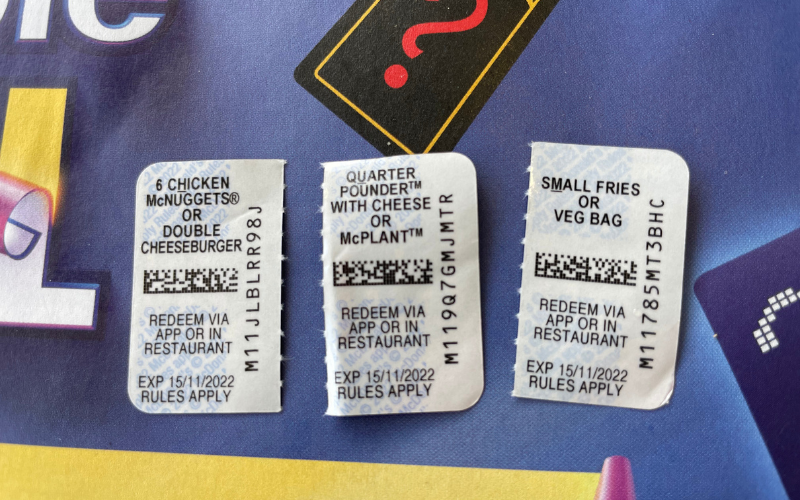 6 CHICKEN
McNUGGETS®
OR
DOUBLE
CHEESEBURGER
REDEEM VIA
APP OR IN
RESTAURANT
EXP 15/11/2022
RULES APPLY
M11JLBLRR98J
QUARTER
POUNDER™
WITH CHEESE
OR
McPLANT™
REDEEM VIA
APP OR IN
RESTAURANT
EXP 15/11/2022
RULES APPLY
M119Q7GMJMTR
SMALL FRIES
OR
VEG BAG
REDEEM VIA
APP OR IN
RESTAURANT
EXP 15/11/2022
RULES APPLY
M11785MT3BHC
?